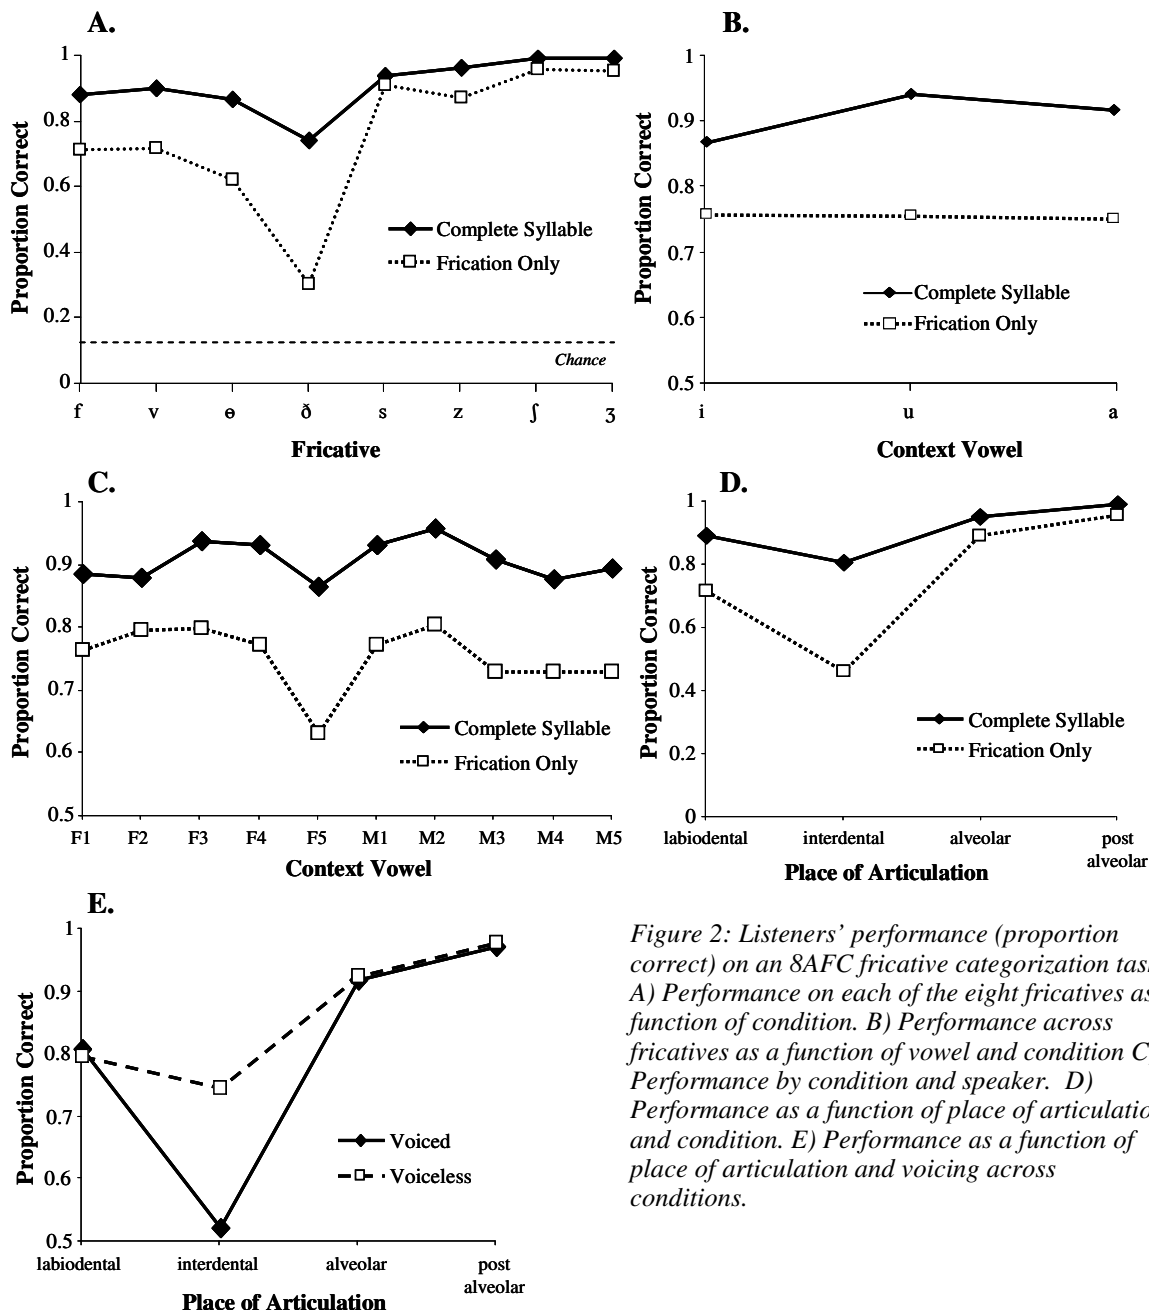 A.
1
0.8
0.6
0.4
0.2
0
Proportion Correct
Complete Syllable
Frication Only
Chance
f v ɵ ð s z ʃ ʒ
Fricative
B.
1
0.9
0.8
0.7
0.6
0.5
Proportion Correct
Complete Syllable
Frication Only
i u a
Context Vowel
C.
1
0.9
0.8
0.7
0.6
0.5
Proportion Correct
Complete Syllable
Frication Only
F1 F2 F3 F4 F5 M1 M2 M3 M4 M5
Context Vowel
D.
1
0.8
0.6
0.4
0.2
0
Proportion Correct
Complete Syllable
Frication Only
labiodental interdental alveolar post
alveolar
Place of Articulation
E.
1
0.9
0.8
0.7
0.6
0.5
Proportion Correct
Voiced
Voiceless
labiodental interdental alveolar post
alveolar
Place of Articulation
Figure 2: Listeners’ performance (proportion
correct) on an 8AFC fricative categorization
A) Performance on each of the eight fricatives as
function of condition. B) Performance across
fricatives as a function of vowel and condition C
Performance by condition and speaker. D)
Performance as a function of place of
and condition. E) Performance as a function of
place of articulation and voicing across
conditions.